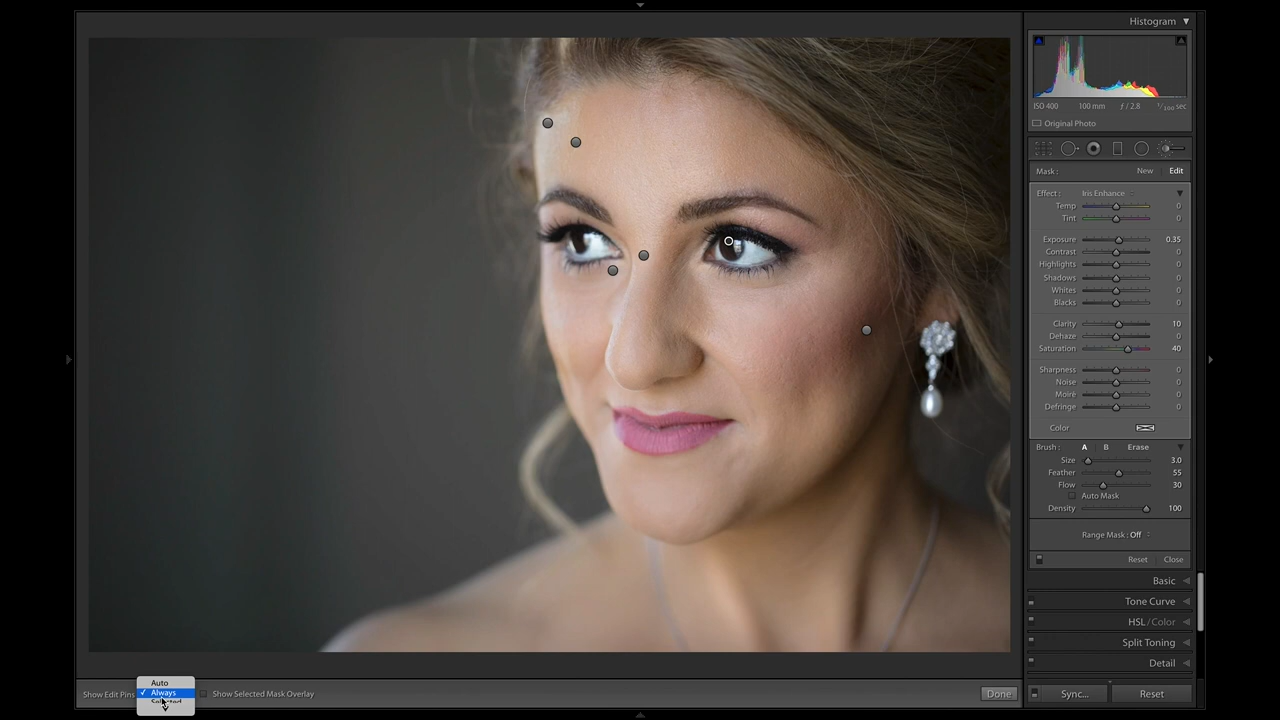 Histogram
ISO 400 100 mm ƒ / 2.8 1/100 sec
Original Photo
Mask : New Edit
Effect : Iris Enhance
Temp 0
Tint 0
Exposure 0.35
Contrast 0
Highlights 0
Shadows 0
Whites 0
Blacks 0
Clarity 10
Dehaze 0
Saturation 40
Sharpness 0
Noise 0
Moiré 0
Defringe 0
Color
Brush : A B Erase
Size 3.0
Feather 55
Flow 30
Auto Mask
Density 100
Range Mask : Off
Reset Close
Basic
Tone Curve
HSL / Color
Split Toning
Detail
Sync... Reset
Auto
Show Edit Pins Always Show Selected Mask Overlay Done